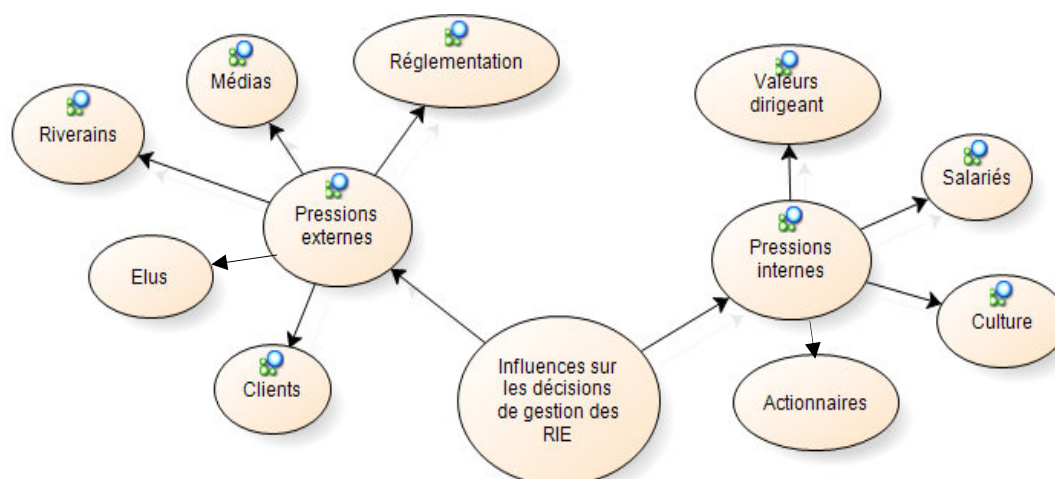 Médias
Réglementation
Riverains
Pressions
externes
Elus
Clients
Influences sur
les décisions
de gestion des
RIE
Valeurs
dirigeant
Salariés
Pressions
internes
Culture
Actionnaires